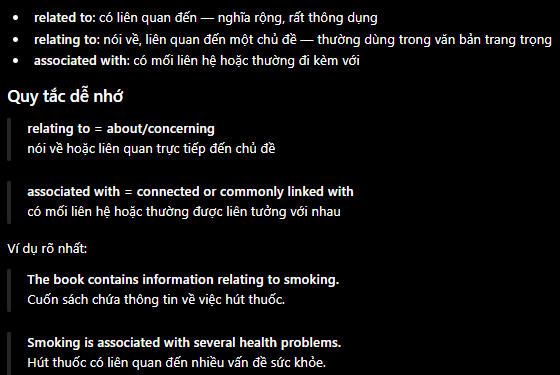 related to: có liên quan đến — nghĩa rộng, rất thông dụng
relating to: nói về, liên quan đến một chủ đề — thường dùng trong văn bản trang trọng
associated with: có mối liên hệ hoặc thường đi kèm với
Quy tắc dễ nhớ
relating to = about/concerning
nói về hoặc liên quan trực tiếp đến chủ đề
associated with = connected or commonly linked with
có mối liên hệ hoặc thường được liên tưởng với nhau
Ví dụ rõ nhất:
The book contains information relating to smoking.
Cuốn sách chứa thông tin về việc hút thuốc.
Smoking is associated with several health problems.
Hút thuốc có liên quan đến nhiều vấn đề sức khỏe.